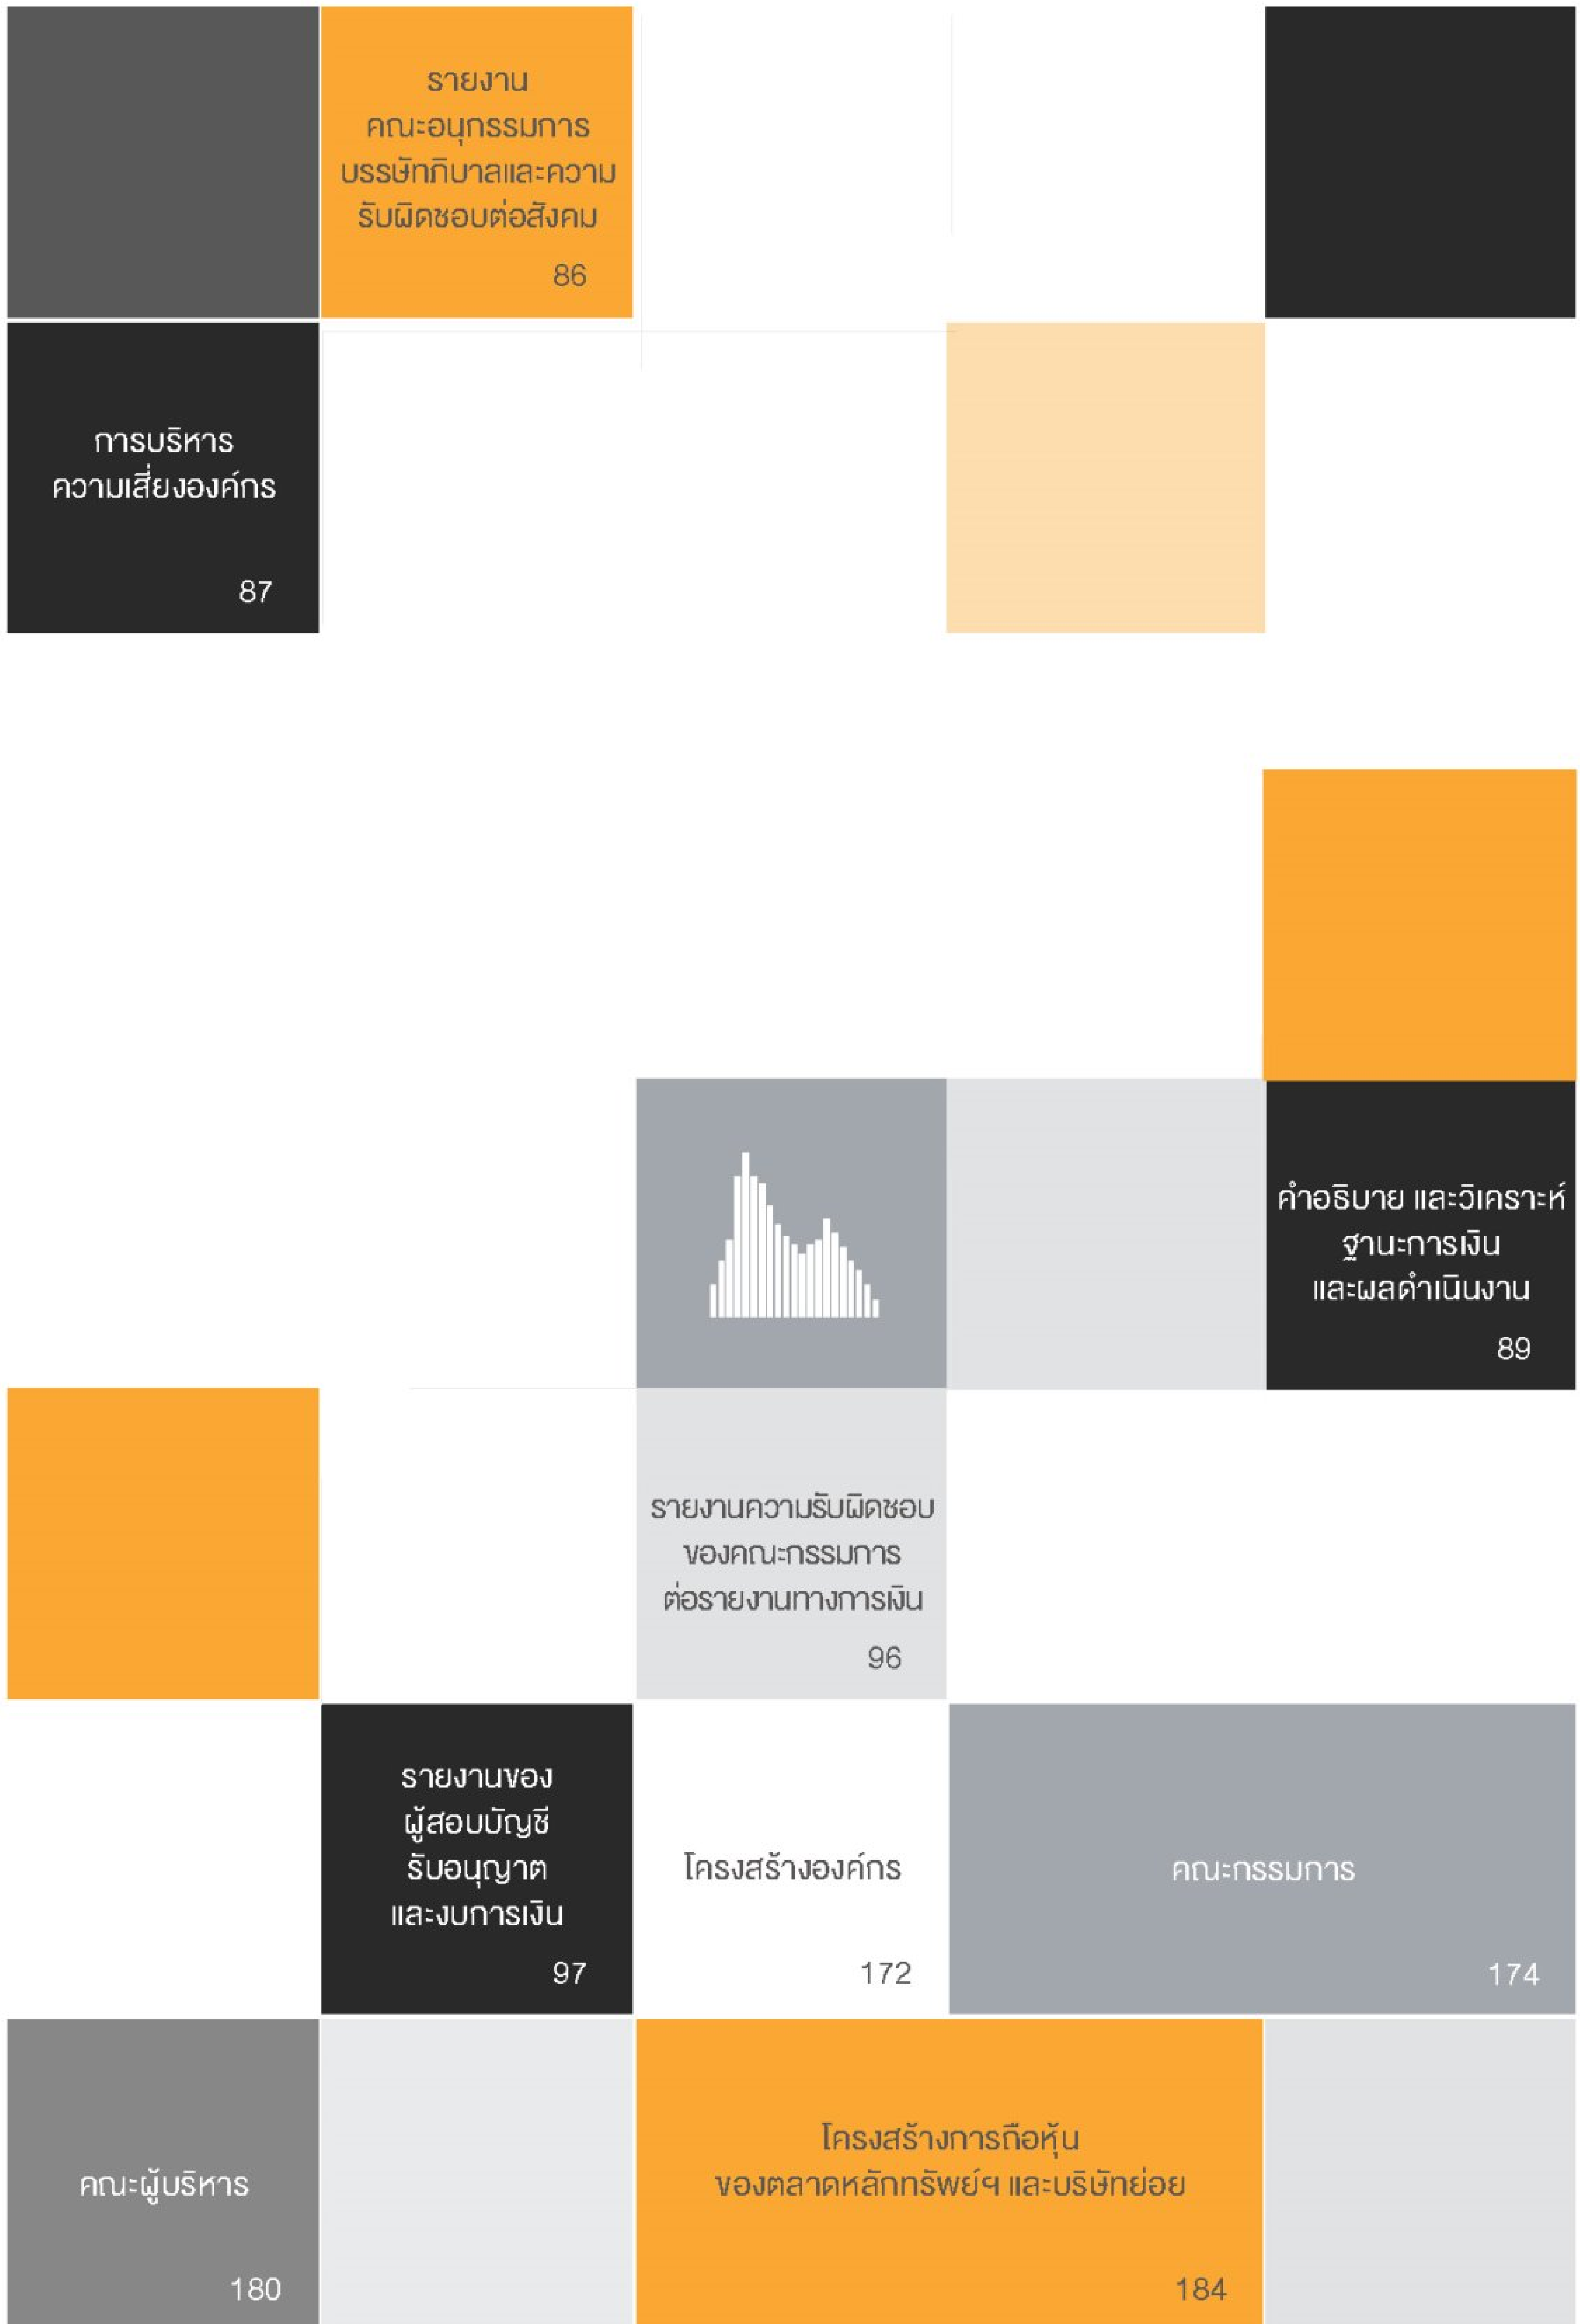 รายงาน
คณะอนุกรรมการ
บรรษัทภิบาลและความ
รับผิดชอบต่อสังคม
86
การบริหาร
ความเสี่ยงองค์กร
87
คำอธิบาย และวิเคราะห์
ฐานะการเงิน
และผลดำเนินงาน
89
รายงานความรับผิดชอบ
ของคณะกรรมการ
ต่อรายงานทางการเงิน
96
รายงานของ
ผู้สอบบัญชี
รับอนุญาต
และงบการเงิน
97
โครงสร้างองค์กร
172
คณะกรรมการ
174
คณะผู้บริหาร
180
โครงสร้างการถือหุ้น
ของตลาดหลักทรัพย์ฯ และบริษัทย่อย
184